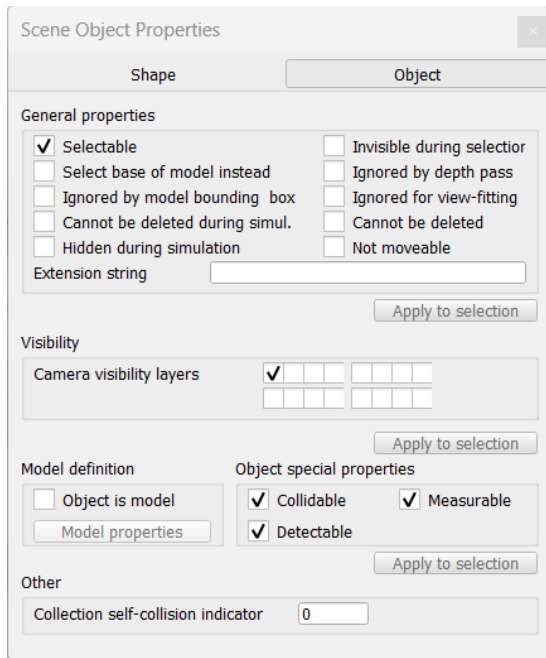 Scene Object Properties
Shape Object
General properties
Selectable Invisible during selection
Select base of model instead Ignored by depth pass
Ignored by model bounding box Ignored for view-fitting
Cannot be deleted during simul. Cannot be deleted
Hidden during simulation Not moveable
Extension string
Apply to selection
Visibility
Camera visibility layers
Apply to selection
Model definition Object special properties
Object is model Collidable Measurable
Model properties Detectable
Apply to selection
Other
Collection self-collision indicator 0